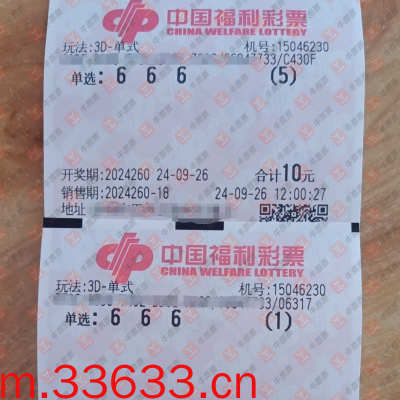 中国福利彩票
CHINA WELFARE LOTTERY
玩法:3D-单式 机号:15046230
33/C430F
单选: 6 6 6 (5)
开奖期:2024260 24-09-26 合计10元
销售期:2024260-18 24-09-26 12:00:27
地址
中国福利彩票
CHINA WELFARE LOTTERY
玩法:3D-单式 机号:15046230
/06317
单选: 6 6 6 (1)
m.33633.cn